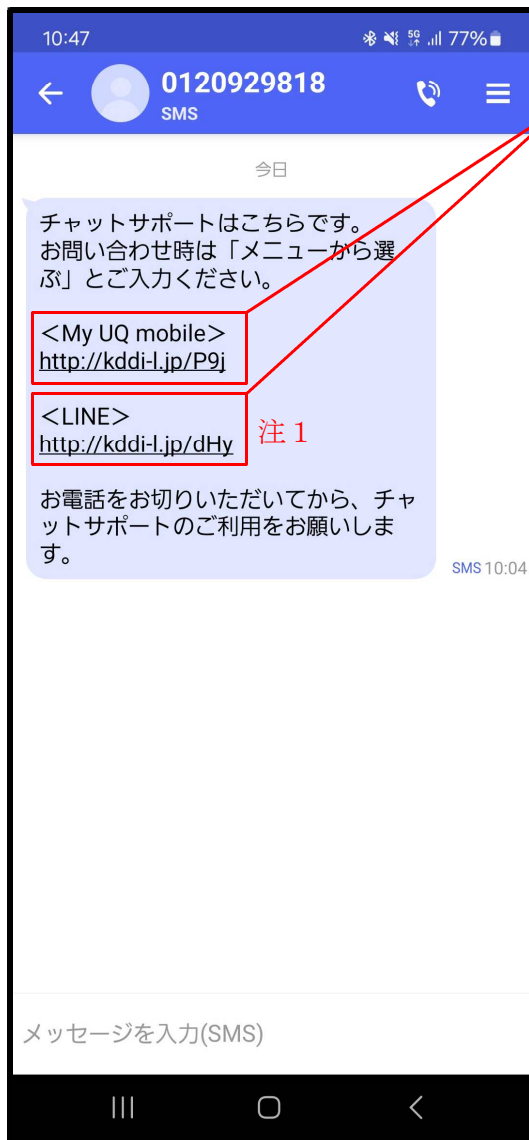 10:47
5G 77%
0120929818
SMS
今日
チャットサポートはこちらです。
お問い合わせ時は「メニューから選
ぶ」とご入力ください。
＜My UQ mobile＞
http://kddi-l.jp/P9j
＜LINE＞
http://kddi-l.jp/dHy
注１
お電話をお切りいただいてから、チャ
ットサポートのご利用をお願いしま
す。
SMS 10:04
メッセージを入力(SMS)